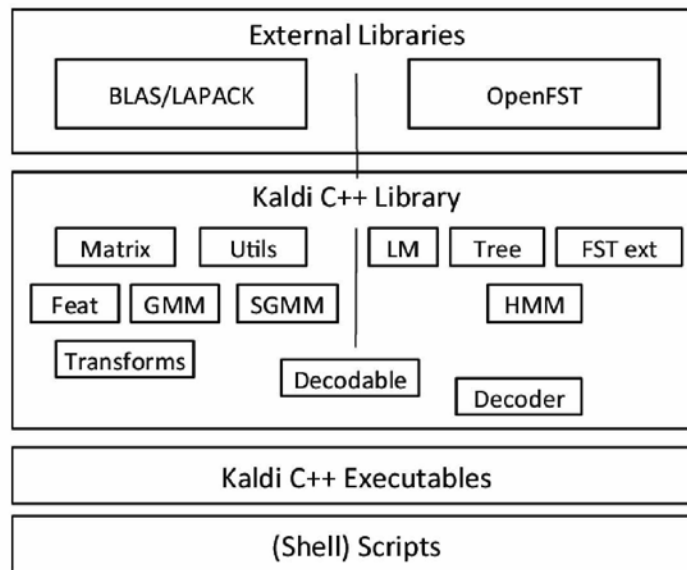 External Libraries
BLAS/LAPACK
OpenFST
Kaldi C++ Library
Matrix
Utils
LM
Tree
FST ext
Feat
GMM
SGMM
HMM
Transforms
Decodable
Decoder
Kaldi C++ Executables
(Shell) Scripts